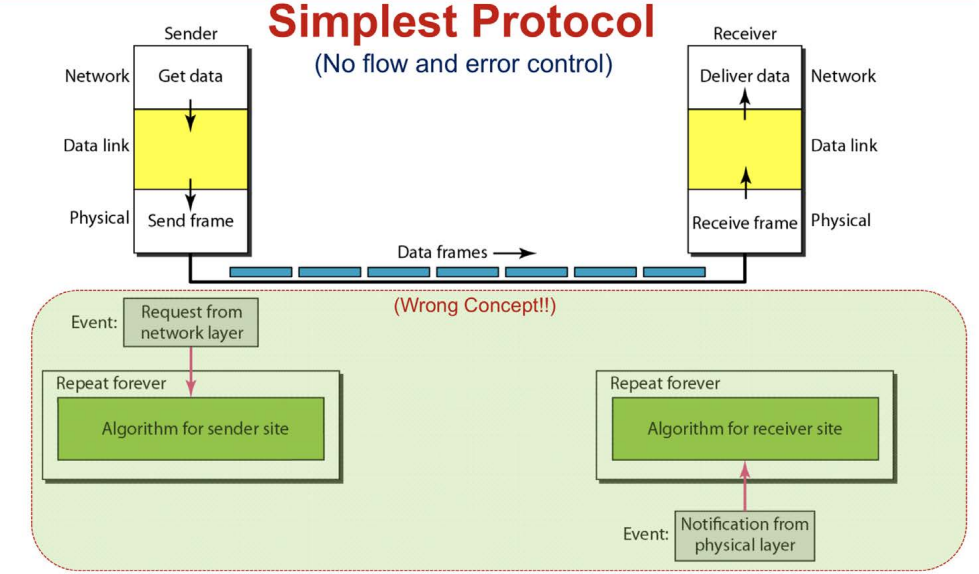 Simplest Protocol
(No flow and error control)
Sender
Receiver
Network
Get data
Deliver data
Network
Data link
Data link
Physical
Send frame
Receive frame
Physical
Data frames
(Wrong Concept!!)
Event:
Request from
network layer
Repeat forever
Algorithm for sender site
Repeat forever
Algorithm for receiver site
Event:
Notification from
physical layer